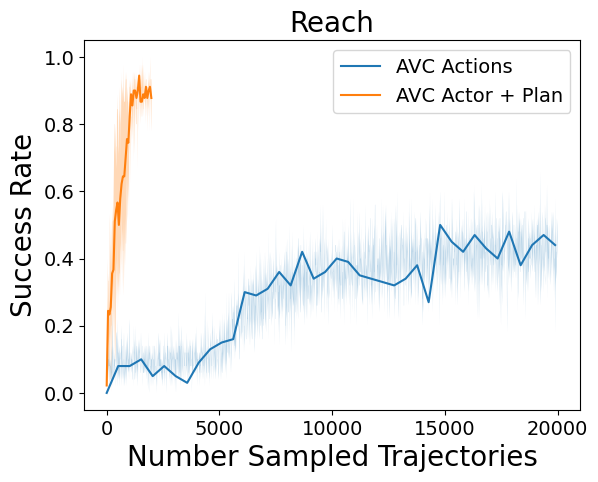 Reach
AVC Actions
AVC Actor + Plan
Success Rate
1.0
0.8
0.6
0.4
0.2
0.0
0
5000
10000
15000
20000
Number Sampled Trajectories